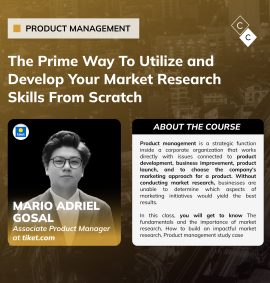 PRODUCT MANAGEMENT
C
C
The Prime Way To Utilize and
Develop Your Market Research
Skills From Scratch
MARIO ADRIEL
GOSAL
Associate Product Manager
at tiket.com
ABOUT THE COURSE
Product management is a strategic function
inside a corporate organization that works
directly with issues connected to product
development, business improvement, product
launch, and to choose the company's
marketing approach for a product. Without
conducting market research, businesses are
unable to determine which aspects of
marketing initiatives would yield the best
results.
In this class, you will get to know The
fundamentals and the importance of market
research, How to build an impactful
market research, Product management study
case